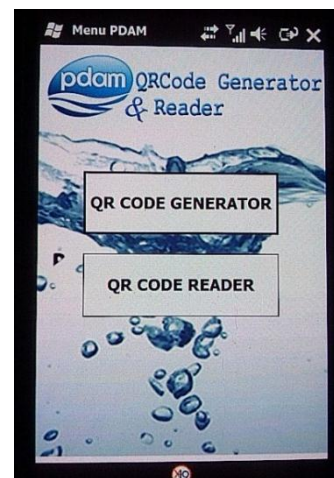 Menu PDAM
pdam QRCode Generator
& Reader
QR CODE GENERATOR
QR CODE READER